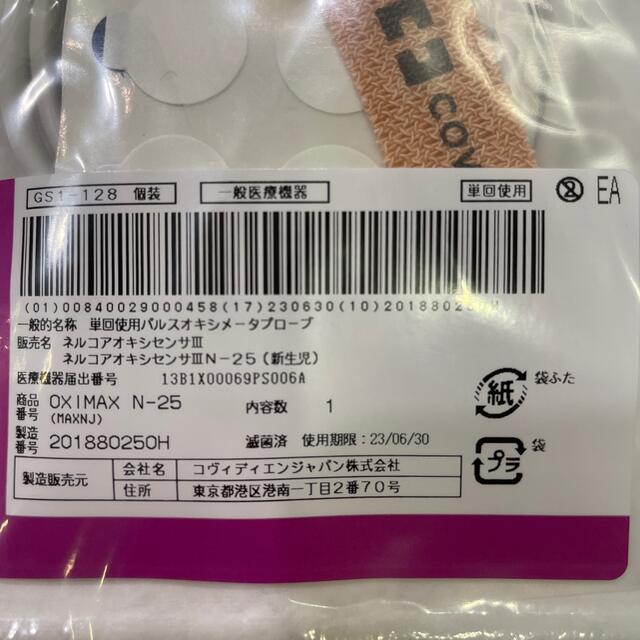 COV
GS1-128 個装
一般医療機器
単回使用
EA
(01)00840029000458(17)230630(10)201880250H
一般的名称 単回使用パルスオキシメータプローブ
販売名 ネルコアオキシセンサⅢ
ネルコアオキシセンサⅢN-25（新生児）
医療機器届出番号 13B1X00069PS006A
商品番号 OXIMAX N-25 内容数 1
(MAXNJ)
製造番号 201880250H 滅菌済 使用期限：23/06/30
製造販売元 会社名 コヴィディエンジャパン株式会社
住所 東京都港区港南一丁目2番70号
紙 袋ふた
プラ 袋